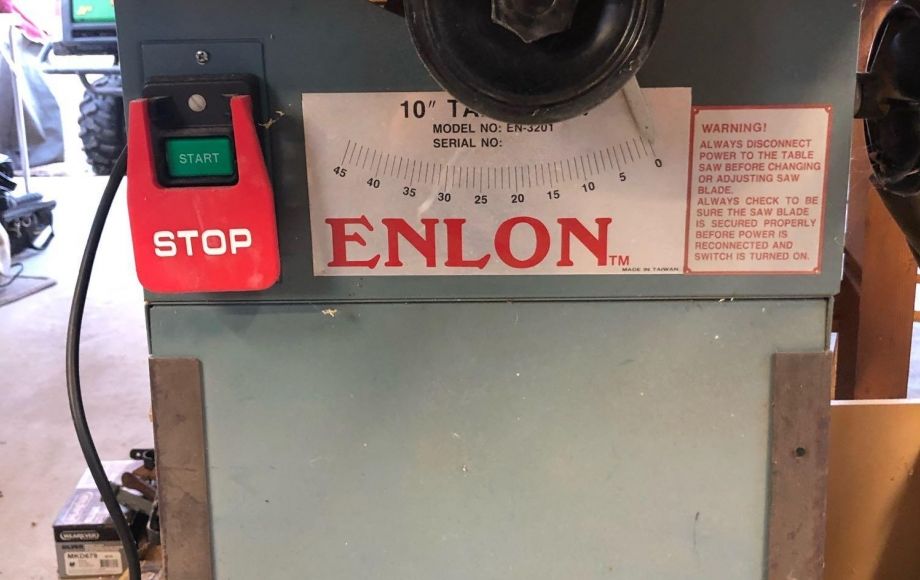 START
STOP
10" TA
MODEL NO: EN-3201
SERIAL NO:
45 40 35 30 25 20 15 10 5 0
ENLON TM
MADE IN TAIWAN
WARNING!
ALWAYS DISCONNECT
POWER TO THE TABLE
SAW BEFORE CHANGING
OR ADJUSTING SAW
BLADE.
ALWAYS CHECK TO BE
SURE THE SAW BLADE
IS SECURED PROPERLY
BEFORE POWER IS
RECONNECTED AND
SWITCH IS TURNED ON.
WEAREVER
SILVER
MKD679